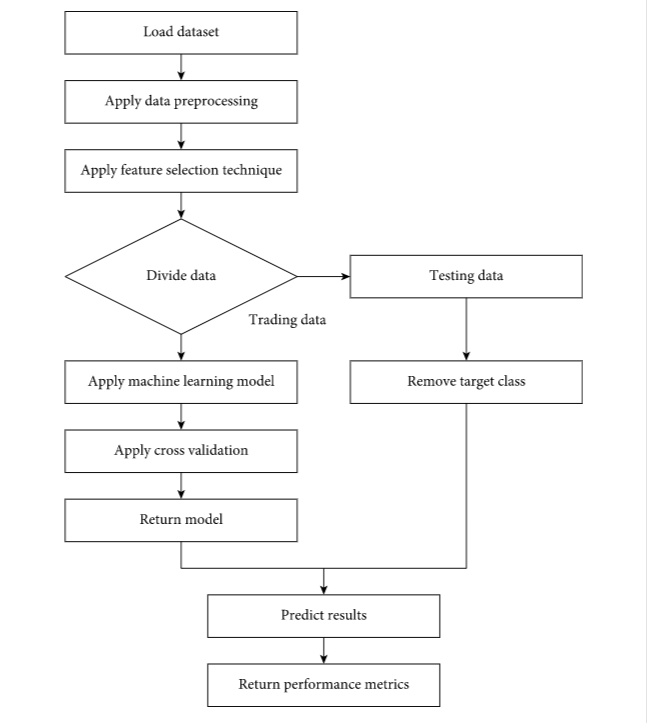 Load dataset
Apply data preprocessing
Apply feature selection technique
Divide data
Testing data
Trading data
Apply machine learning model
Remove target class
Apply cross validation
Return model
Predict results
Return performance metrics